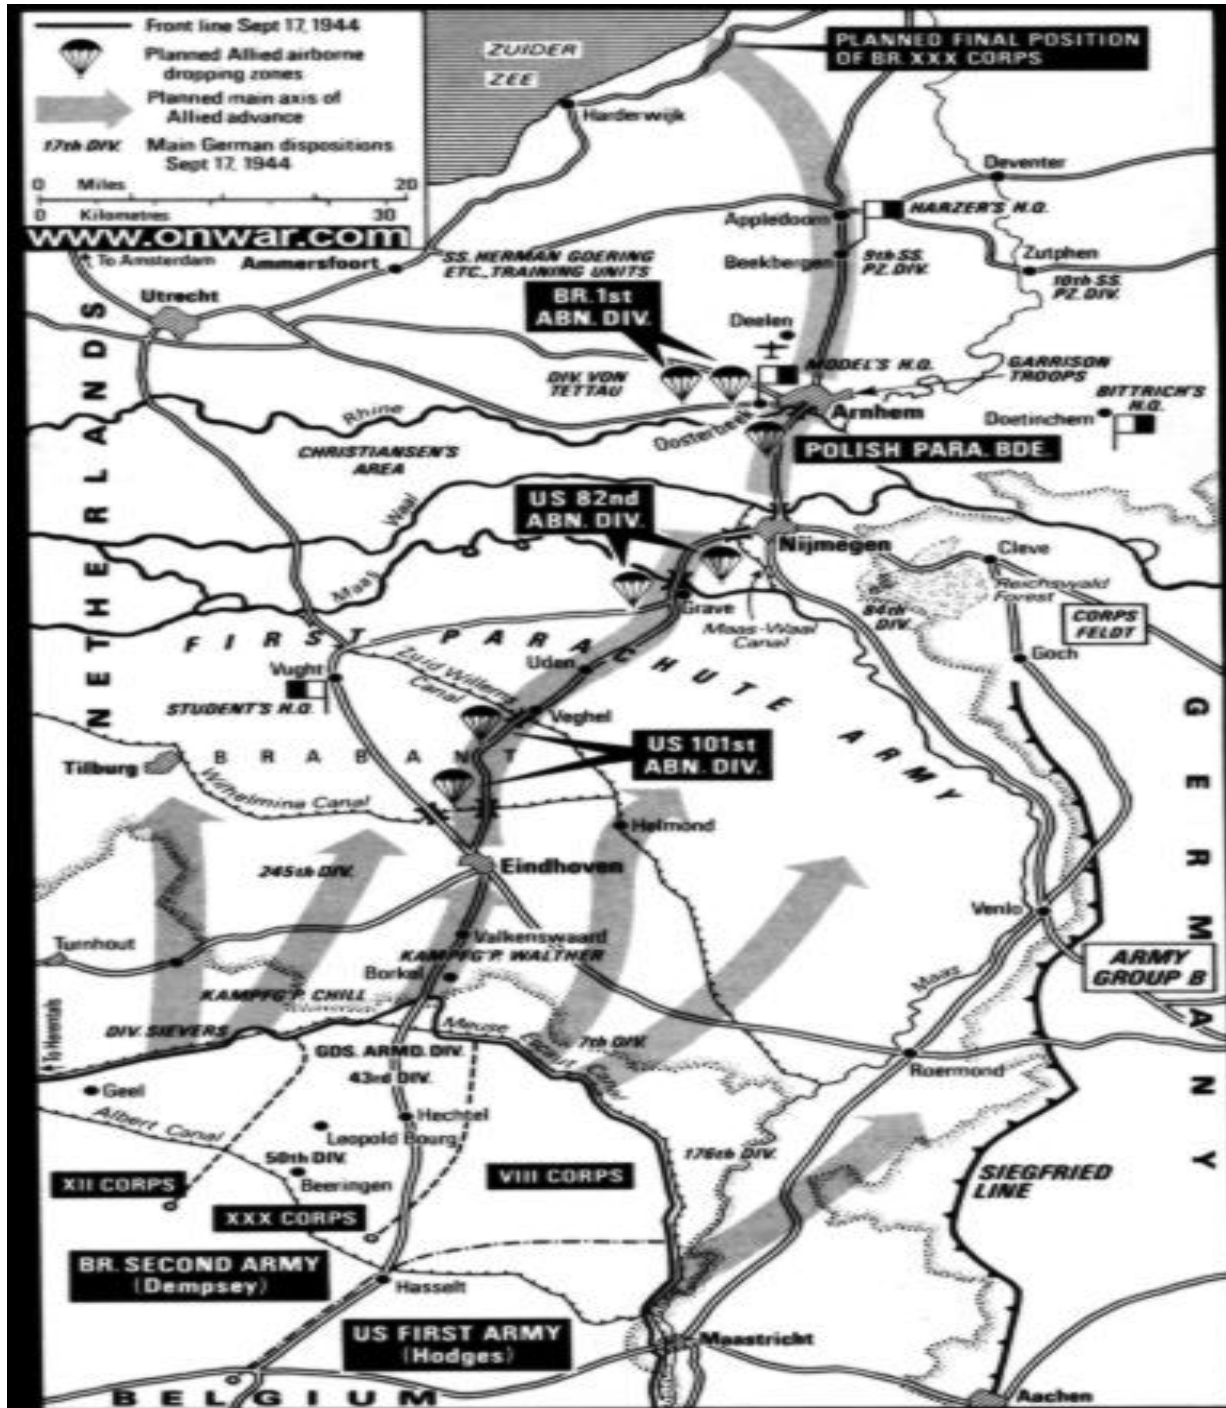 Front line Sept 17, 1944
Planned Allied airborne
dropping zones
Planned main axis of
Allied advance
17th DIV.
Main German dispositions
Sept 17, 1944
0 Miles 20
0 Kilometres 30
www.onwar.com
ZUIDER
ZEE
PLANNED FINAL POSITION
OF BR. XXX CORPS
Harderwijk
Deventer
Appledoorn
HARZER'S H.Q.
To Amsterdam
Ammersfoort
SS. HERMAN GOERING
ETC., TRAINING UNITS
Beekbergen
9th SS.
PZ. DIV.
Zutphen
10th SS.
PZ. DIV.
Utrecht
BR. 1st
ABN. DIV.
Deelen
MODEL'S H.Q.
GARRISON
TROOPS
DIV. VON
TETTAU
BITTRICH'S
H.Q.
Rhine
Oosterbeek
Arnhem
Doetinchem
CHRISTIANSEN'S
AREA
POLISH PARA. BDE.
NETHERLANDS
US 82nd
ABN. DIV.
Waal
Nijmegen
Cleve
Maas
Reichswald
Forest
Grave
84th
DIV.
CORPS
FELDT
Maas-Waal
Canal
FIRST PARACHUTE ARMY
Goch
Vught
Zuid Willems
Canal
Uden
STUDENT'S H.Q.
Veghel
GERMANY
BRABANT
US 101st
ABN. DIV.
Tilburg
Wilhelmina Canal
Helmond
245th DIV.
Eindhoven
Venlo
Turnhout
Valkenswaard
KAMPFG'P. WALTHER
ARMY
GROUP B
Borkel
Maas
KAMPFG'P. CHILL
DIV. SIEVERS
Meuse Escaut Canal
7th DIV.
To Herentals
GDS. ARMD. DIV.
43rd DIV.
Roermond
Geel
Hechtel
Albert Canal
Leopold Bourg
50th DIV.
176th DIV.
Beeringen
XII CORPS
VIII CORPS
SIEGFRIED
LINE
XXX CORPS
BR. SECOND ARMY
(Dempsey)
Hasselt
US FIRST ARMY
(Hodges)
Maastricht
BELGIUM
Aachen